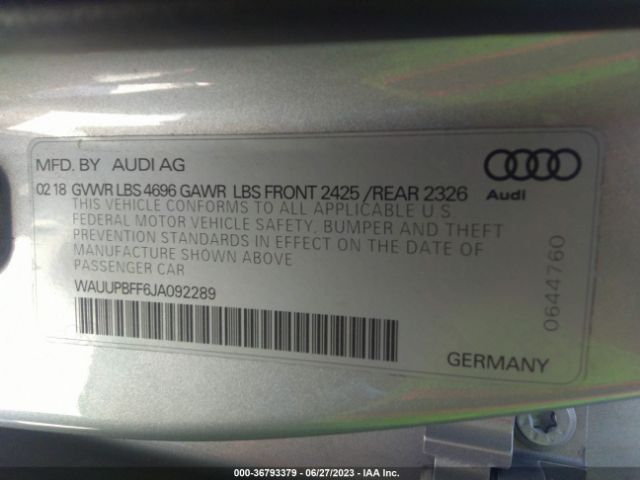 MFD. BY AUDI AG
02 18 GVWR LBS 4696 GAWR LBS FRONT 2425 /REAR 2326
THIS VEHICLE CONFORMS TO ALL APPLICABLE U S
FEDERAL MOTOR VEHICLE SAFETY, BUMPER AND THEFT
PREVENTION STANDARDS IN EFFECT ON THE DATE OF
MANUFACTURE SHOWN ABOVE
PASSENGER CAR
WAUUPBFF6JA092289
Audi
0644760
GERMANY
000-36793379 / 06/27/2023 - IAA Inc.